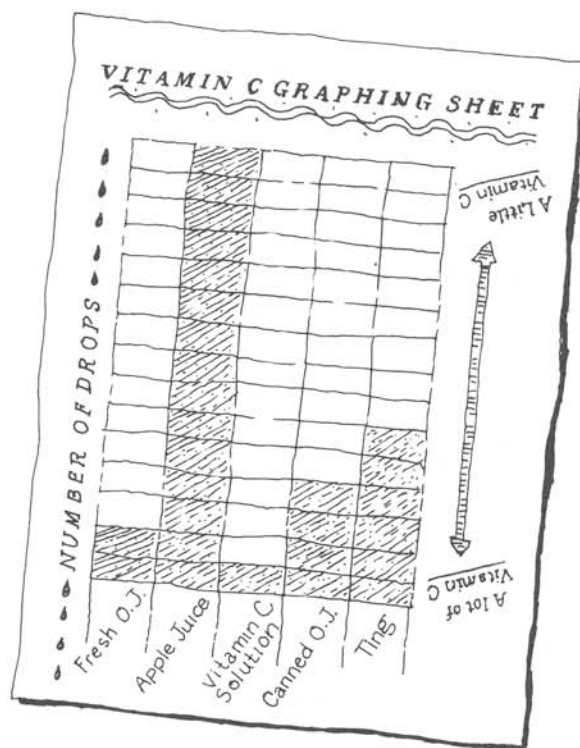 VITAMIN C GRAPHING SHEET
A Little
Vitamin C
NUMBER OF DROPS
A lot of
Vitamin C
Fresh O.J.
Apple Juice
Vitamin C
Solution
Canned O.J.
Ting